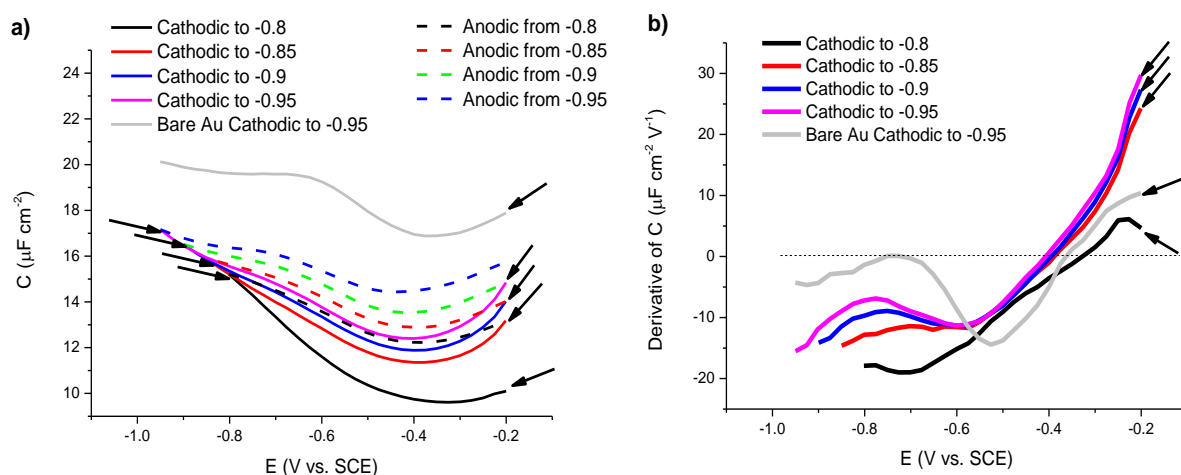 a)
Cathodic to -0.8
Cathodic to -0.85
Cathodic to -0.9
Cathodic to -0.95
Bare Au Cathodic to -0.95
Anodic from -0.8
Anodic from -0.85
Anodic from -0.9
Anodic from -0.95
24
22
20
18
16
14
12
10
C (μF cm⁻²)
-1.0
-0.8
-0.6
-0.4
-0.2
E (V vs. SCE)
b)
Cathodic to -0.8
Cathodic to -0.85
Cathodic to -0.9
Cathodic to -0.95
Bare Au Cathodic to -0.95
30
20
10
0
-10
-20
Derivative of C (μF cm⁻² V⁻¹)
-1.0
-0.8
-0.6
-0.4
-0.2
E (V vs. SCE)